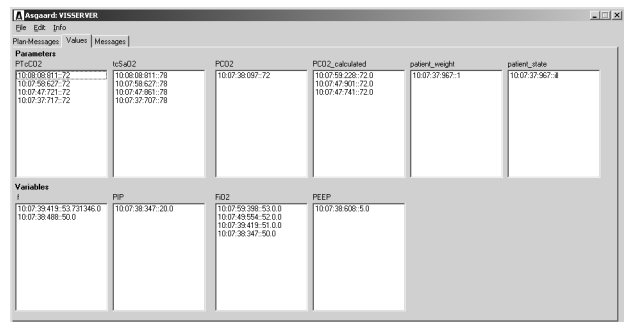 Asgaard: VISSERVER
File Edit Info
Plan-Messages Values Messages
Parameters
PTcCO2 tcSaO2 PCO2 PCO2_calculated patient_weight patient_state
10:08:08:811::72 10:08:08:811::78 10:07:38:097::72 10:07:59:228::72.0 10:07:37:967::1 10:07:37:967::ill
10:07:58:627::72 10:07:58:627::78 10:07:47:901::72.0
10:07:47:721::72 10:07:47:861::78 10:07:47:741::72.0
10:07:37:717::72 10:07:37:707::78
Variables
f PIP FiO2 PEEP
10:07:39:419::53.731346.0 10:07:38:347::20.0 10:07:59:398::53.0.0 10:07:38:608::5.0
10:07:38:488::50.0 10:07:49:554::52.0.0
10:07:39:419::51.0.0
10:07:38:347::50.0